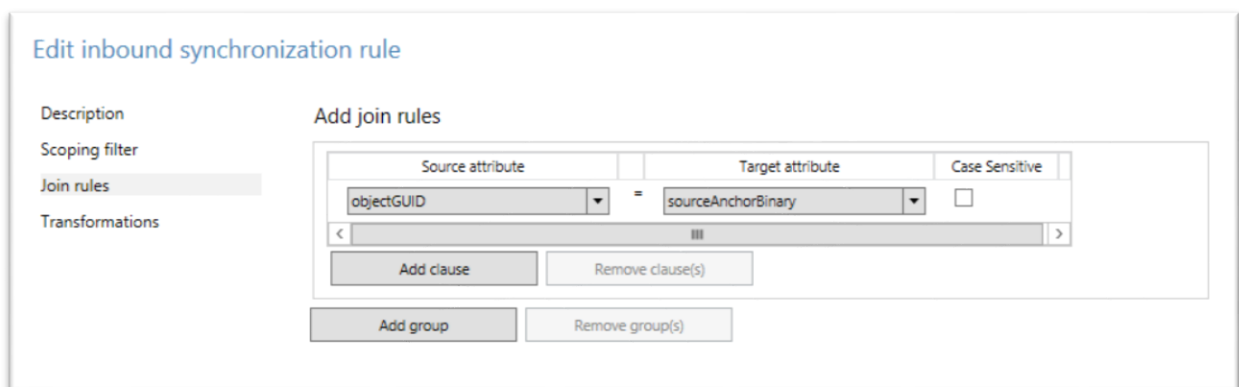 Edit inbound synchronization rule
Description
Scoping filter
Join rules
Transformations
Add join rules
Source attribute Target attribute Case Sensitive
objectGUID = sourceAnchorBinary
Add clause Remove clause(s)
Add group Remove group(s)